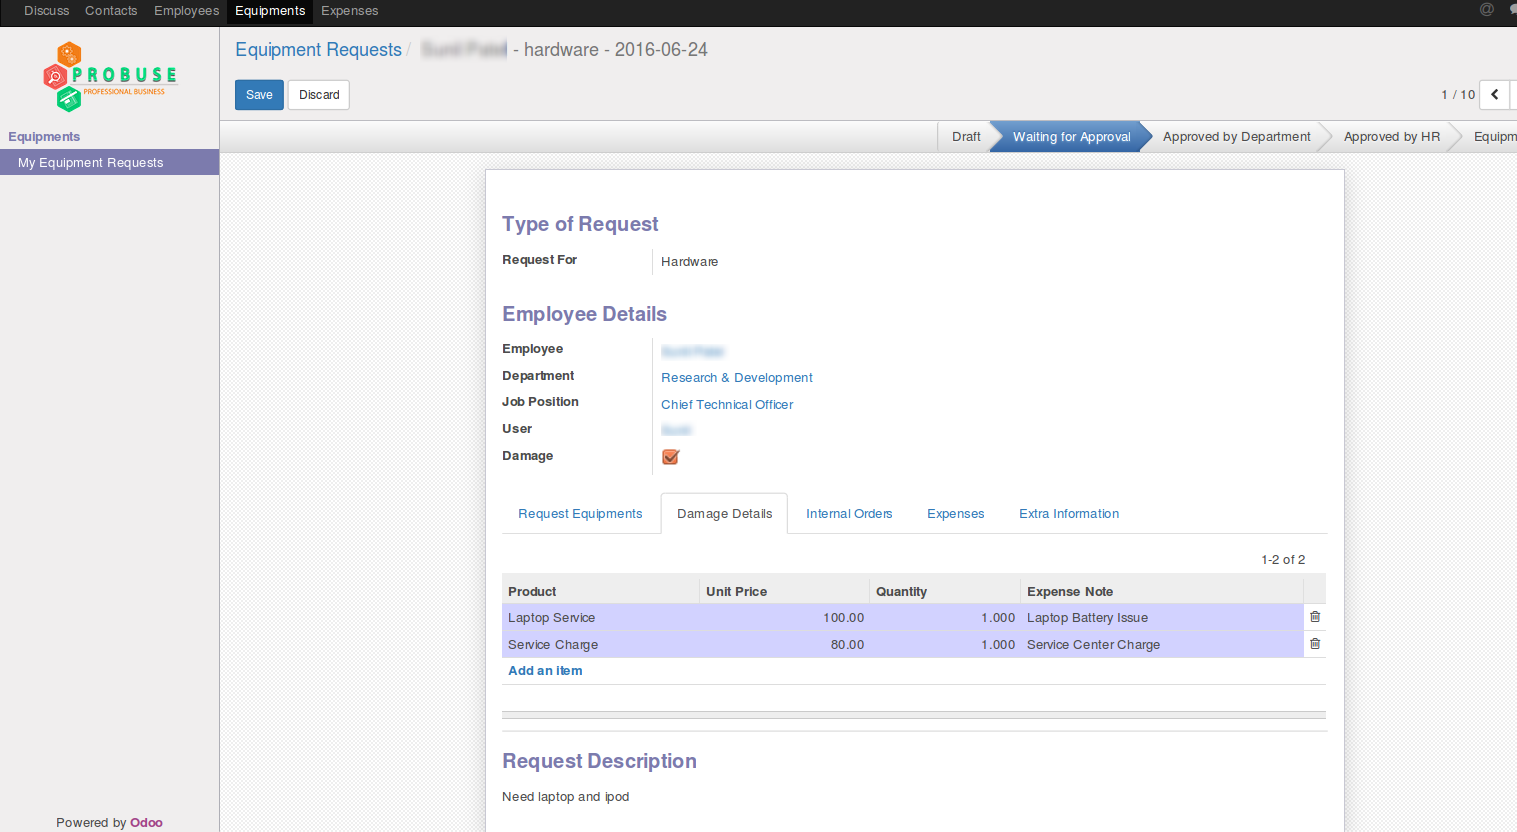 Discuss Contacts Employees Equipments Expenses @
PROBUSE
PROFESSIONAL BUSINESS
Equipments
My Equipment Requests
Powered by Odoo
Equipment Requests / - hardware - 2016-06-24
Save Discard 1 / 10
Draft Waiting for Approval Approved by Department Approved by HR Equipm
Type of Request
Request For Hardware
Employee Details
Employee
Department Research & Development
Job Position Chief Technical Officer
User
Damage
Request Equipments Damage Details Internal Orders Expenses Extra Information
1-2 of 2
Product Unit Price Quantity Expense Note
Laptop Service 100.00 1.000 Laptop Battery Issue
Service Charge 80.00 1.000 Service Center Charge
Add an item
Request Description
Need laptop and ipod